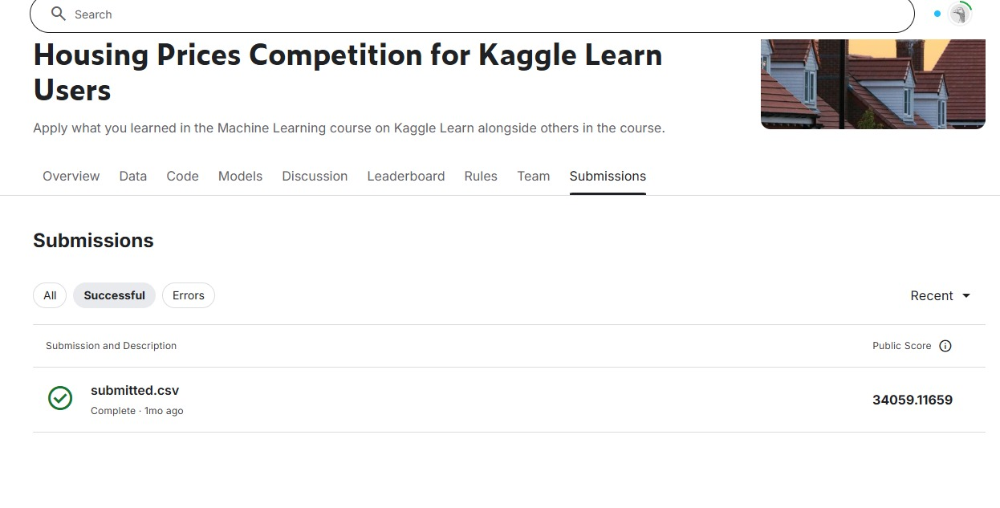 Search
Housing Prices Competition for Kaggle Learn
Users
Apply what you learned in the Machine Learning course on Kaggle Learn alongside others in the course.
Overview Data Code Models Discussion Leaderboard Rules Team Submissions
Submissions
All Successful Errors Recent
Submission and Description Public Score
submitted.csv
Complete · 1mo ago
34059.11659